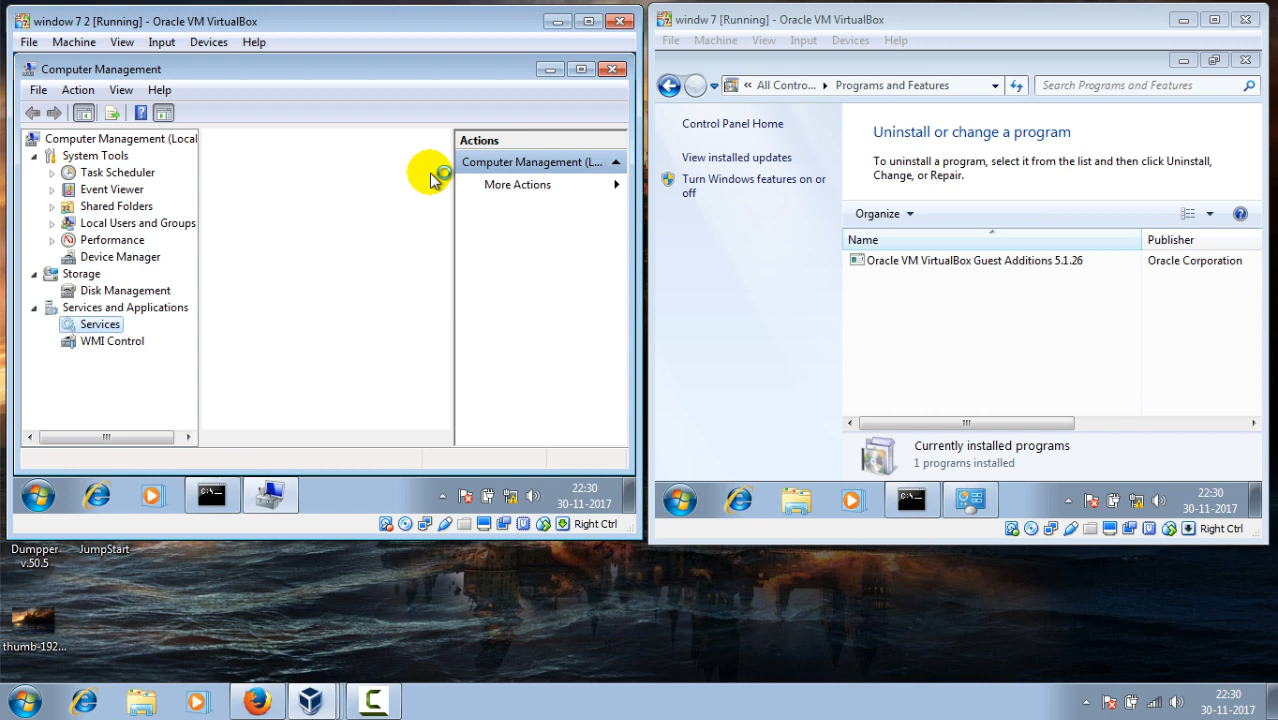 windowv 7 2 [Running] - Oracle VM VirtualBox
File Machine View Input Devices Help
Computer Management
File Action View Help
Computer Management (Local
System Tools
Task Scheduler
Event Viewer
Shared Folders
Local Users and Groups
Performance
Device Manager
Storage
Disk Management
Services and Applications
Services
WMI Control
Actions
Computer Management (L...
More Actions
22:30
30-11-2017
Right Ctrl
windw 7 [Running] - Oracle VM VirtualBox
File Machine View Input Devices Help
« All Contro... Programs and Features
Search Programs and Features
Control Panel Home
View installed updates
Turn Windows features on or
off
Uninstall or change a program
To uninstall a program, select it from the list and then click Uninstall,
Change, or Repair.
Organize
Name Publisher
Oracle VM VirtualBox Guest Additions 5.1.26 Oracle Corporation
Currently installed programs
1 programs installed
22:30
30-11-2017
Right Ctrl
Dumpper
v.50.5
JumpStart
thumb-192...
22:30
30-11-2017